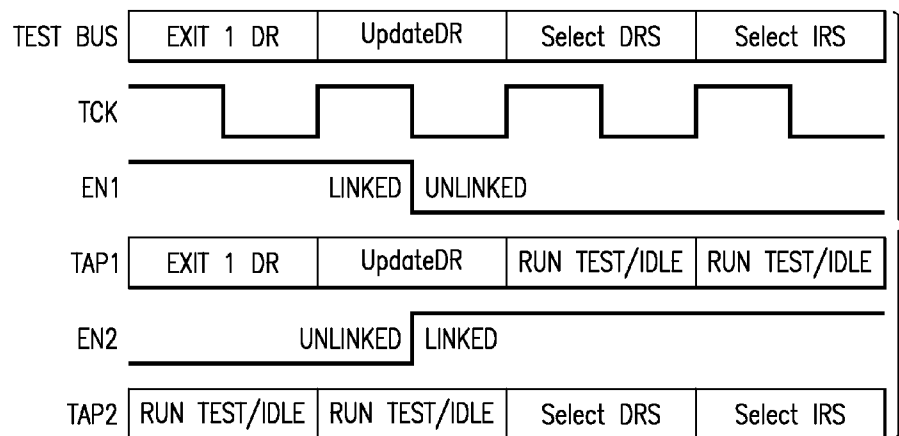 TEST BUS EXIT 1 DR UpdateDR Select DRS Select IRS
TCK
EN1 LINKED UNLINKED
TAP1 EXIT 1 DR UpdateDR RUN TEST/IDLE RUN TEST/IDLE
EN2 UNLINKED LINKED
TAP2 RUN TEST/IDLE RUN TEST/IDLE Select DRS Select IRS